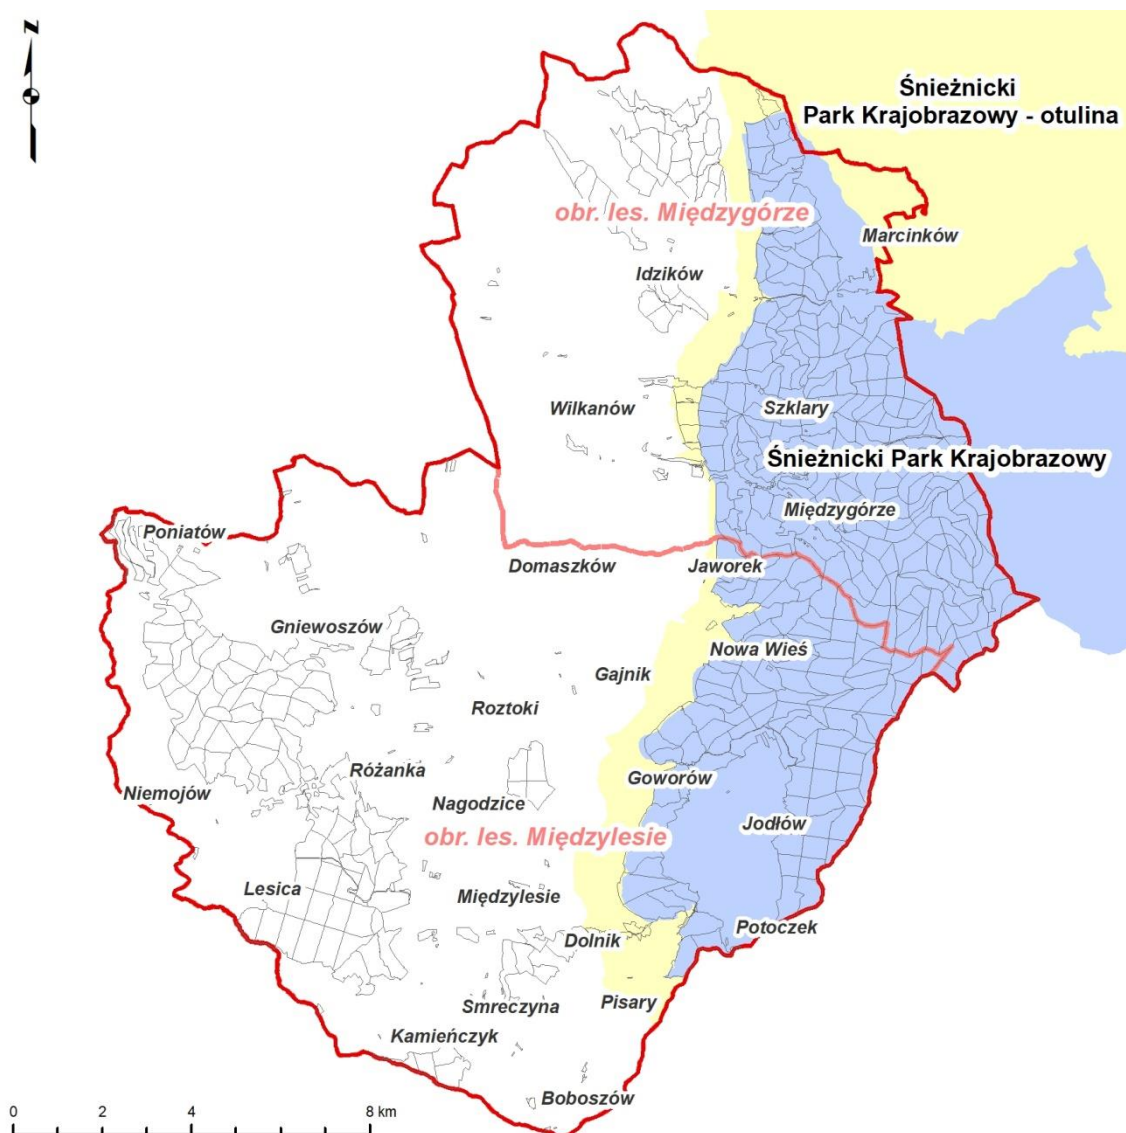 N
Śnieżnicki
Park Krajobrazowy - otulina
obr. les. Międzygórze
Marcinków
Idzików
Wilkanów
Szklary
Śnieżnicki Park Krajobrazowy
Międzygórze
Poniatów
Domaszków
Jaworek
Gniewoszów
Nowa Wieś
Gajnik
Roztoki
Różanka
Goworów
Niemojów
Nagodzice
Jodłów
obr. les. Międzylesie
Lesica
Międzylesie
Potoczek
Dolnik
Smreczyna
Pisary
Kamieńczyk
Boboszów
0 2 4 8 km